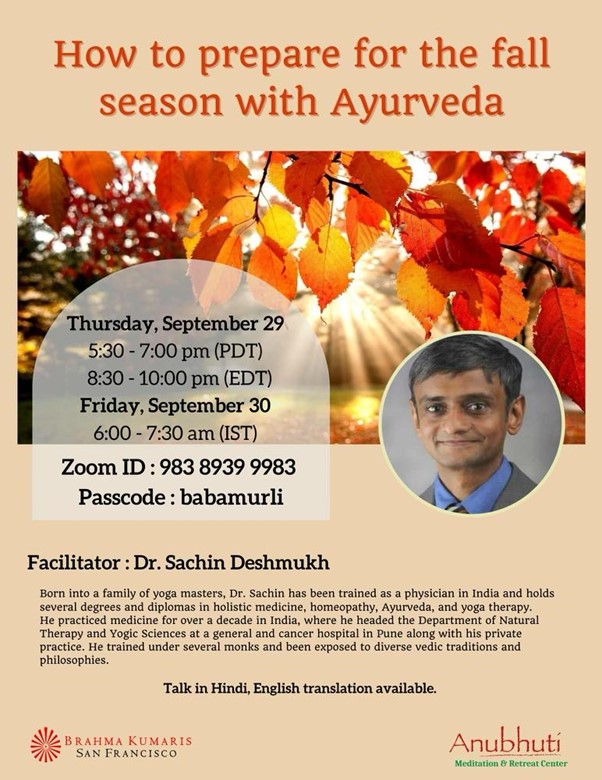 How to prepare for the fall
season with Ayurveda
Thursday, September 29
5:30 - 7:00 pm (PDT)
8:30 - 10:00 pm (EDT)
Friday, September 30
6:00 - 7:30 am (IST)
Zoom ID : 983 8939 9983
Passcode : babamurli
Facilitator : Dr. Sachin Deshmukh
Born into a family of yoga masters, Dr. Sachin has been trained as a physician in India and holds
several degrees and diplomas in holistic medicine, homeopathy, Ayurveda, and yoga therapy.
He practiced medicine for over a decade in India, where he headed the Department of Natural
Therapy and Yogic Sciences at a general and cancer hospital in Pune along with his private
practice. He trained under several monks and been exposed to diverse vedic traditions and
philosophies.
Talk in Hindi, English translation available.
BRAHMA KUMARIS
SAN FRANCISCO
Anubhuti
Meditation & Retreat Center